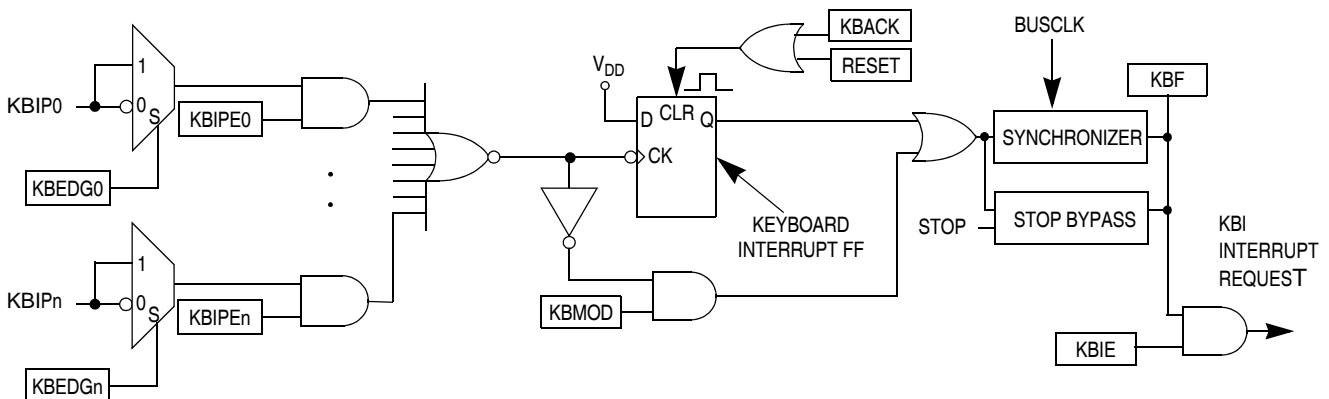 KBIP0
1
0
S
KBIPE0
KBEDG0
KBIPn
1
0
S
KBIPEn
KBEDGn
VDD
D
CLR
Q
CK
KBACK
RESET
KEYBOARD
INTERRUPT FF
KBMOD
BUSCLK
SYNCHRONIZER
KBF
STOP
STOP BYPASS
KBI
INTERRUPT
REQUEST
KBIE